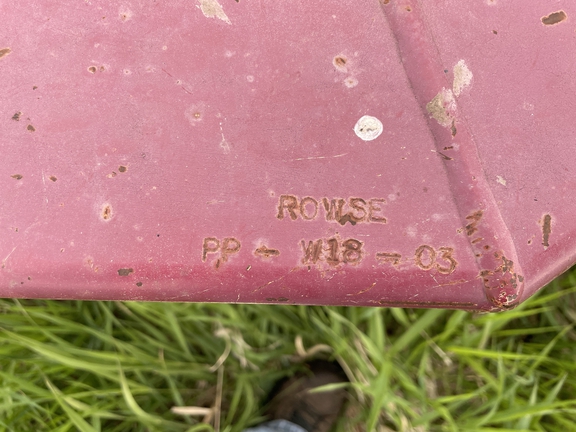 ROWSE
PP - W18 - 03